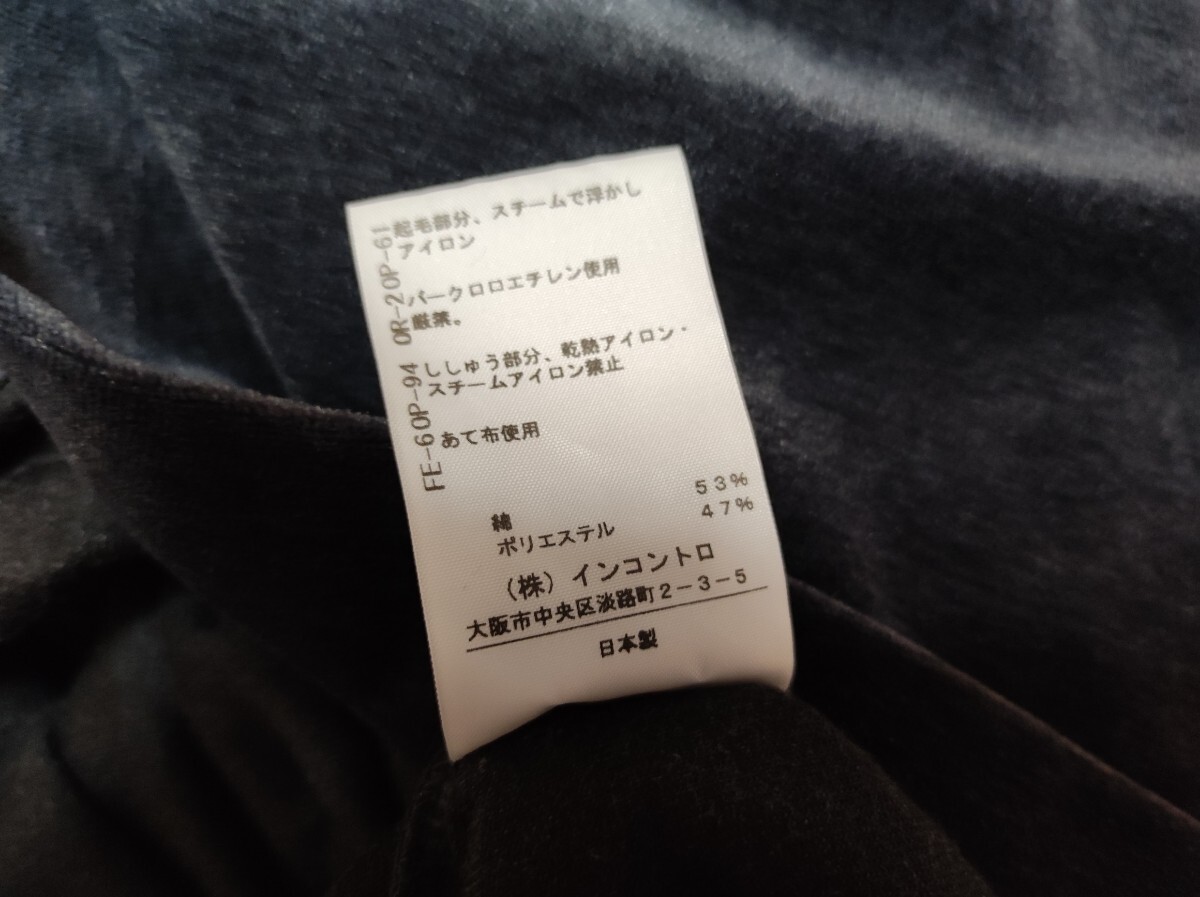 起毛部分、スチームで浮かし
アイロン
パークロロエチレン使用
厳禁。
ししゅう部分、乾熱アイロン・
スチームアイロン禁止
あて布使用
綿 53%
ポリエステル 47%
（株）インコントロ
大阪市中央区淡路町2－3－5
日本製
FE-60P-94 0R-20P-61